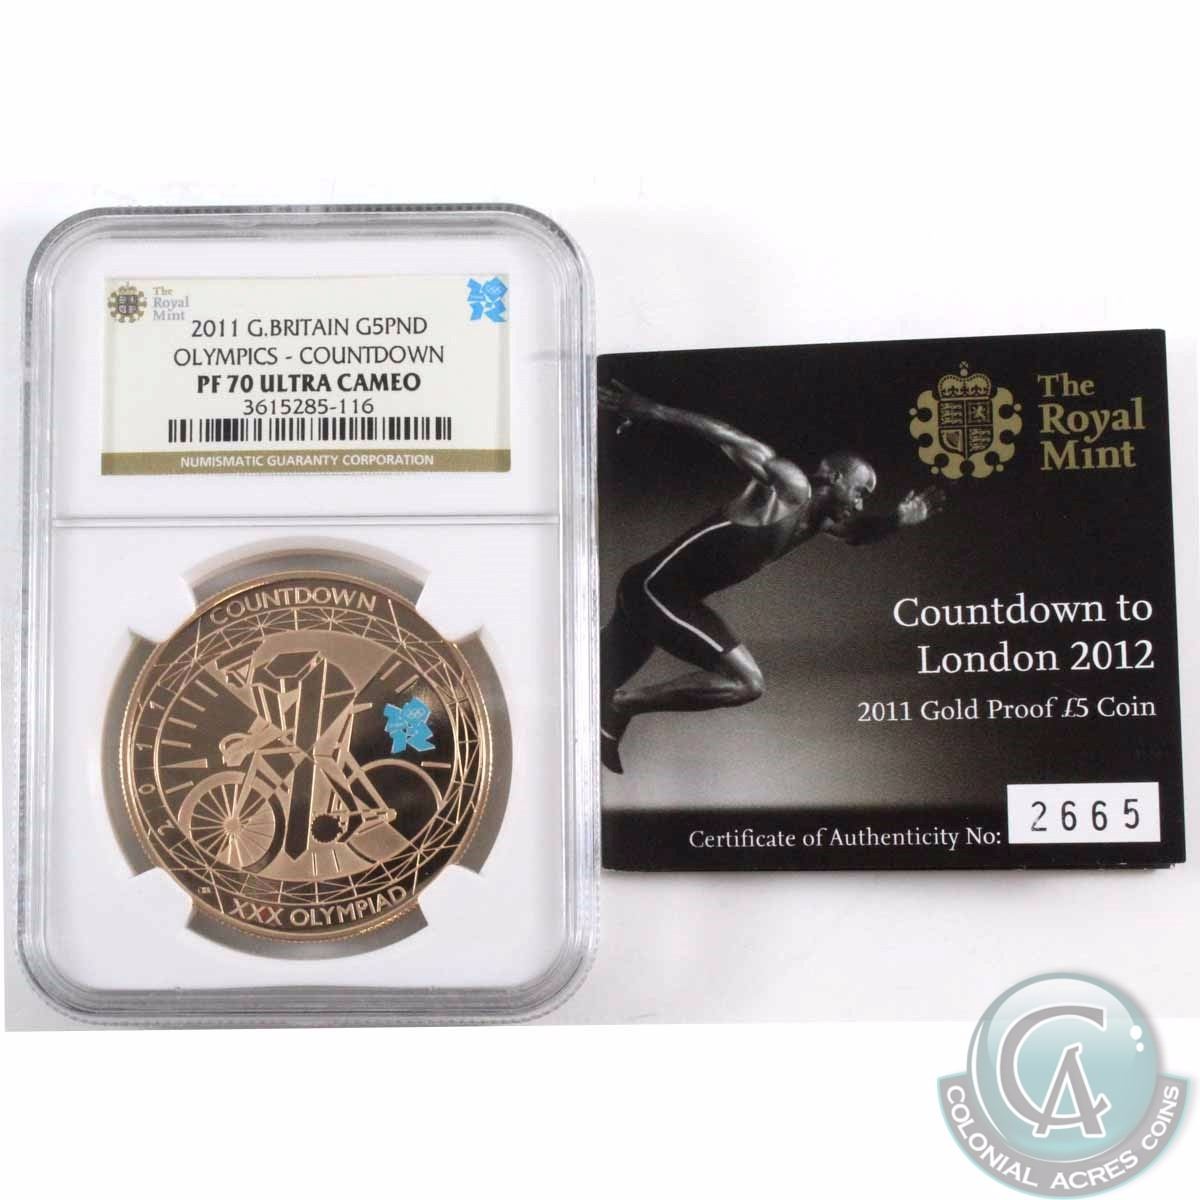 The
Royal
Mint
2011 G.BRITAIN G5PND
OLYMPICS - COUNTDOWN
PF 70 ULTRA CAMEO
3615285-116
NUMISMATIC GUARANTY CORPORATION
COUNTDOWN
2011
XXX OLYMPIAD
The
Royal
Mint
Countdown to
London 2012
2011 Gold Proof £5 Coin
Certificate of Authenticity No: 2665
CA
COLONIAL ACRES COINS